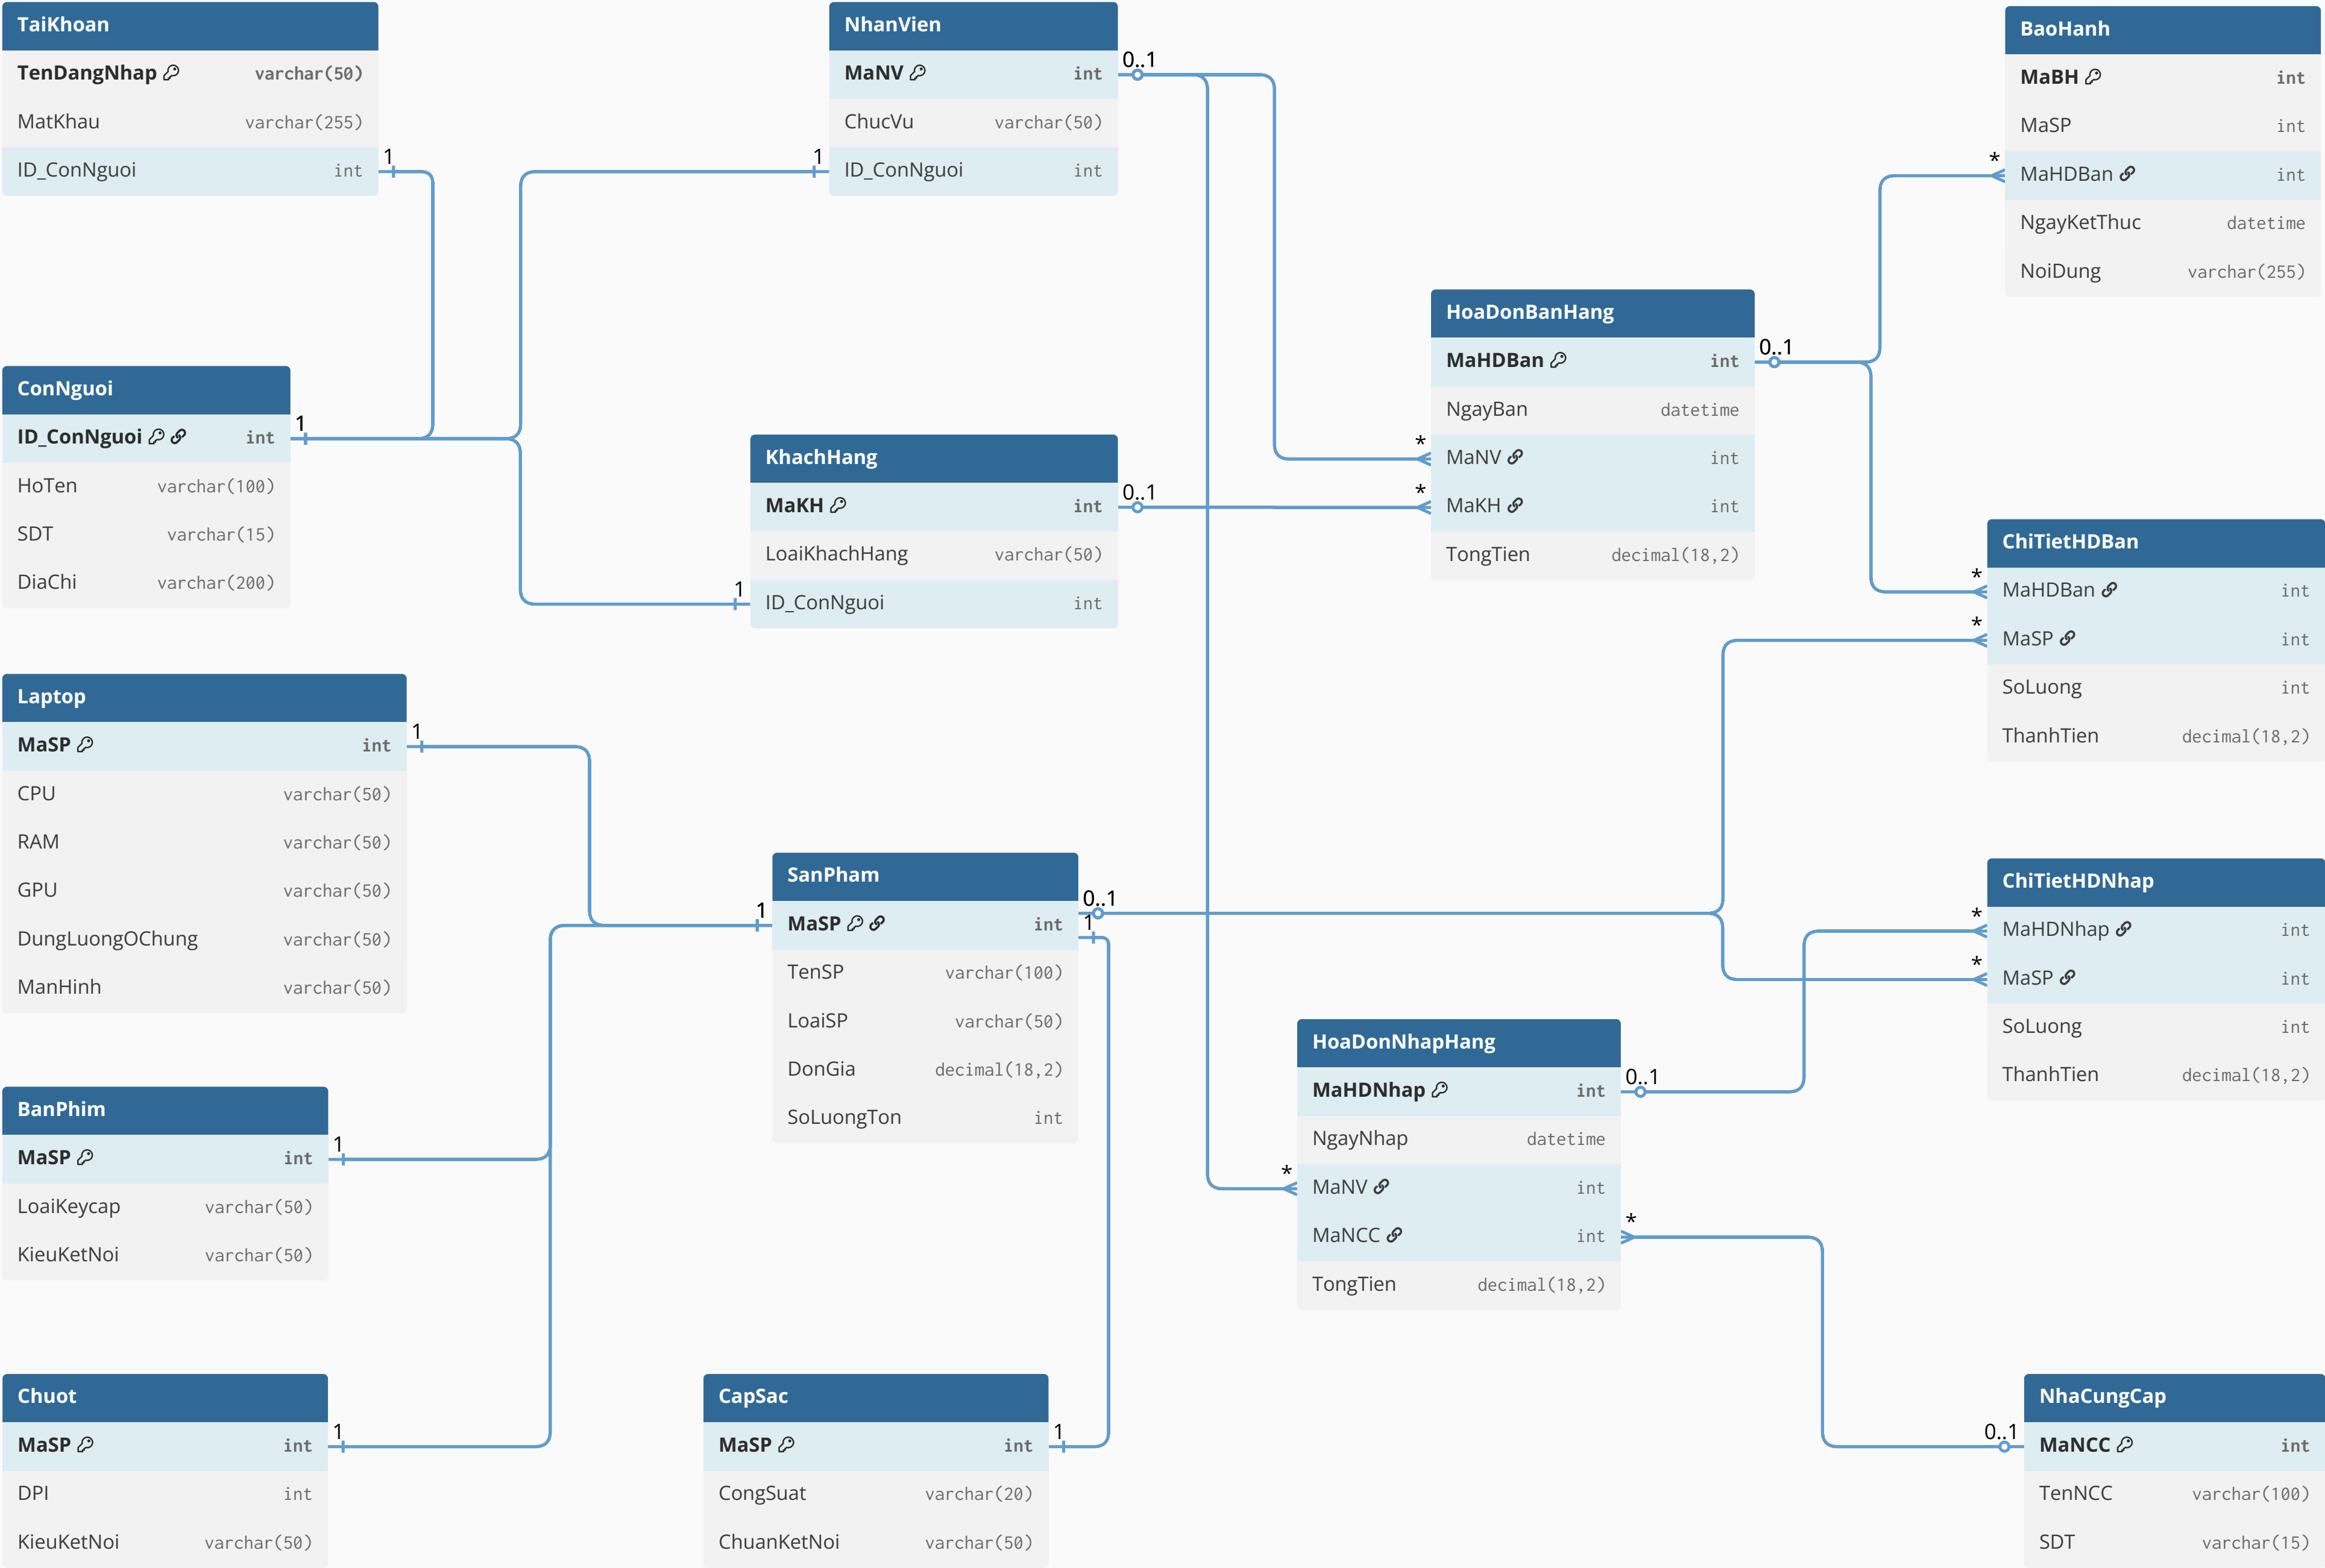 TaiKhoan
TenDangNhap varchar(50)
MatKhau varchar(255)
ID_ConNguoi int
1
NhanVien
MaNV int
ChucVu varchar(50)
ID_ConNguoi int
0..1
1
BaoHanh
MaBH int
MaSP int
MaHDBan int
NgayKetThuc datetime
NoiDung varchar(255)
*
ConNguoi
ID_ConNguoi int
HoTen varchar(100)
SDT varchar(15)
DiaChi varchar(200)
1
KhachHang
MaKH int
LoaiKhachHang varchar(50)
ID_ConNguoi int
0..1
1
HoaDonBanHang
MaHDBan int
NgayBan datetime
MaNV int
MaKH int
TongTien decimal(18,2)
0..1
*
*
ChiTietHDBan
MaHDBan int
MaSP int
SoLuong int
ThanhTien decimal(18,2)
*
*
Laptop
MaSP int
CPU varchar(50)
RAM varchar(50)
GPU varchar(50)
DungLuongOChung varchar(50)
ManHinh varchar(50)
1
SanPham
MaSP int
TenSP varchar(100)
LoaiSP varchar(50)
DonGia decimal(18,2)
SoLuongTon int
1
0..1
1
ChiTietHDNhap
MaHDNhap int
MaSP int
SoLuong int
ThanhTien decimal(18,2)
*
*
HoaDonNhapHang
MaHDNhap int
NgayNhap datetime
MaNV int
MaNCC int
TongTien decimal(18,2)
0..1
*
*
BanPhim
MaSP int
LoaiKeycap varchar(50)
KieuKetNoi varchar(50)
1
Chuot
MaSP int
DPI int
KieuKetNoi varchar(50)
1
CapSac
MaSP int
CongSuat varchar(20)
ChuanKetNoi varchar(50)
1
NhaCungCap
MaNCC int
TenNCC varchar(100)
SDT varchar(15)
0..1